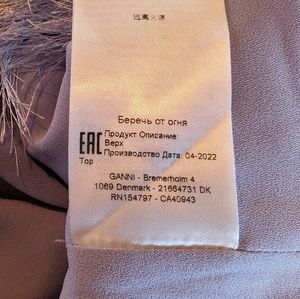 远离火源
Беречь от огня
EAC Продукт Описание:
Верх
Производство Дата: 04-2022
Top
GANNI - Bremerholm 4
1069 Denmark - 21664731 DK
RN154797 - CA40943